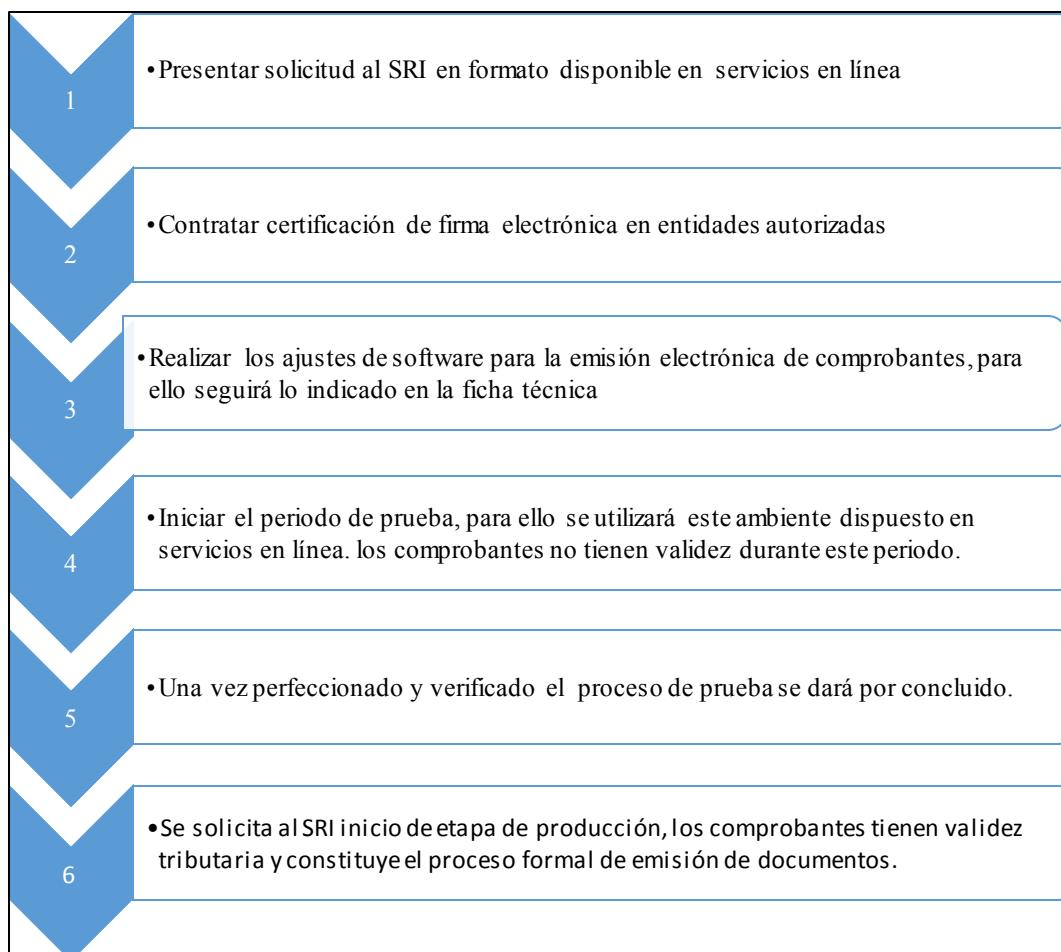 1
•Presentar solicitud al SRI en formato disponible en servicios en línea
2
•Contratar certificación de firma electrónica en entidades autorizadas
3
•Realizar los ajustes de software para la emisión electrónica de comprobantes, para
ello seguirá lo indicado en la ficha técnica
4
•Iniciar el periodo de prueba, para ello se utilizará este ambiente dispuesto en
servicios en línea. los comprobantes no tienen validez durante este periodo.
5
•Una vez perfeccionado y verificado el proceso de prueba se dará por concluido.
6
•Se solicita al SRI inicio de etapa de producción, los comprobantes tienen validez
tributaria y constituye el proceso formal de emisión de documentos.